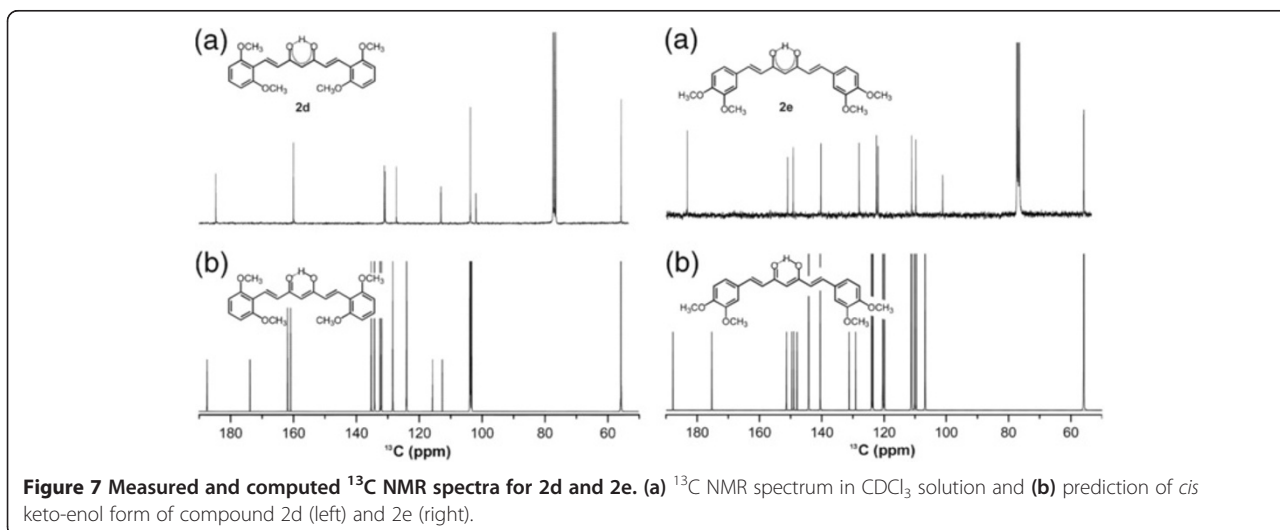 (a)
OCH₃
H
O O
OCH₃
OCH₃
OCH₃
2d
(a)
H
O O
H₃CO
OCH₃
OCH₃
OCH₃
2e
(b)
OCH₃
H
O O
OCH₃
OCH₃
OCH₃
180 160 140 120 100 80 60
¹³C (ppm)
(b)
H
O O
H₃CO
OCH₃
OCH₃
OCH₃
180 160 140 120 100 80 60
¹³C (ppm)
Figure 7 Measured and computed ¹³C NMR spectra for 2d and 2e. (a) ¹³C NMR spectrum in CDCl₃ solution and (b) prediction of cis
keto-enol form of compound 2d (left) and 2e (right).